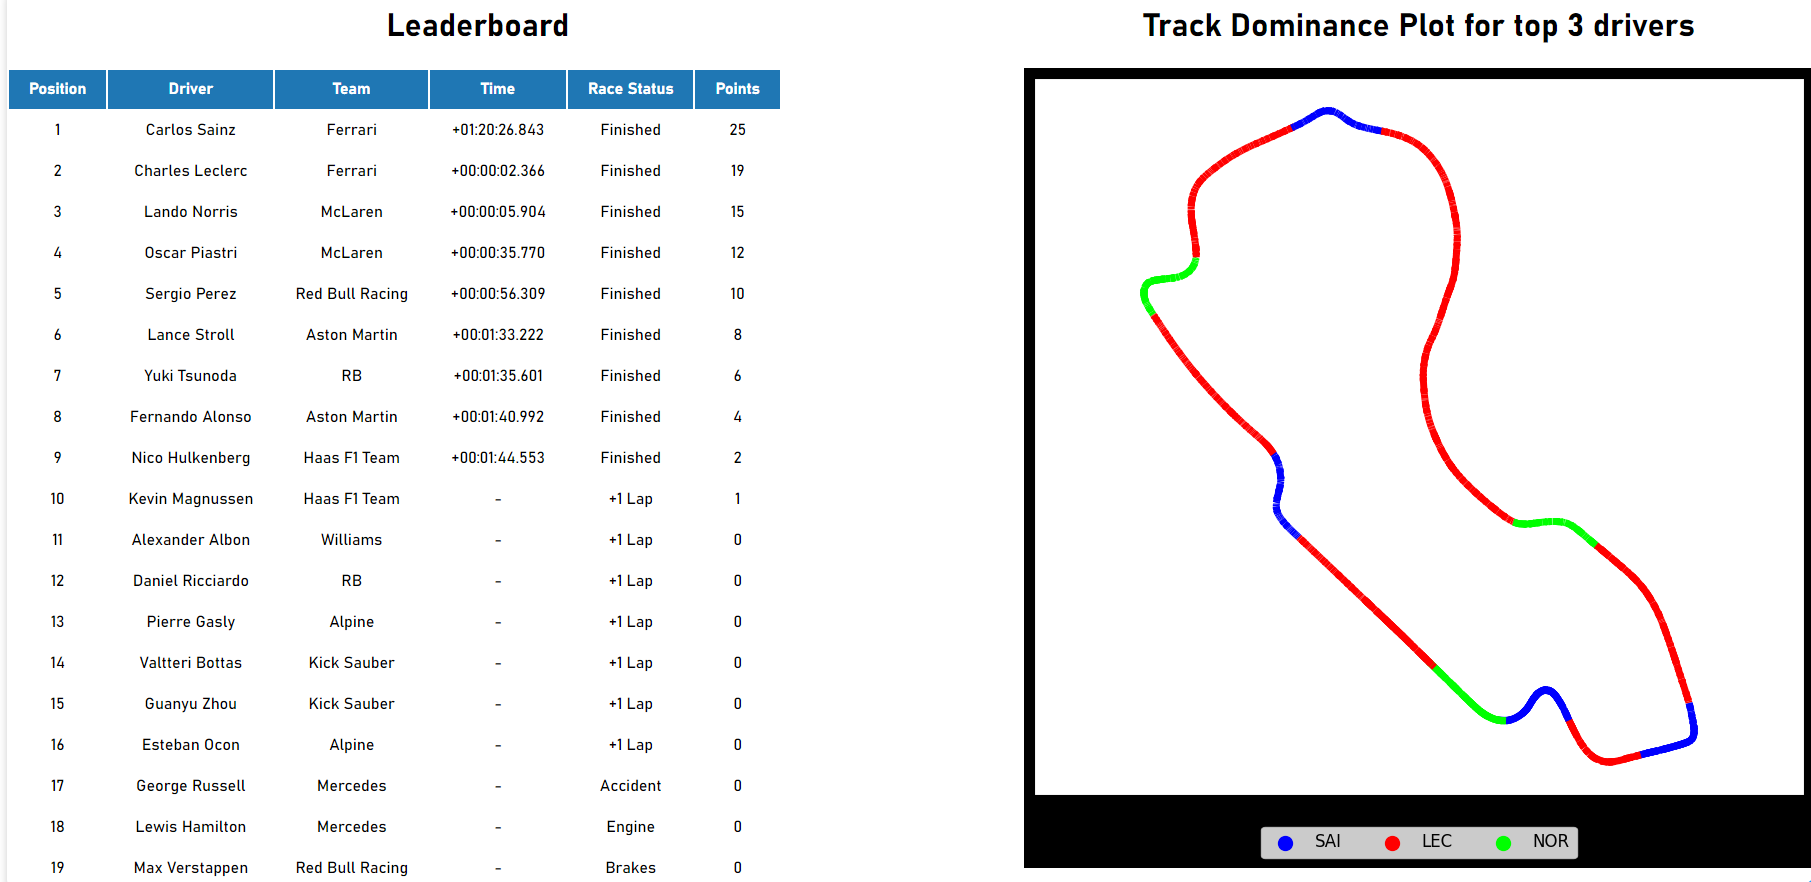 Leaderboard
Position Driver Team Time Race Status Points
1 Carlos Sainz Ferrari +01:20:26.843 Finished 25
2 Charles Leclerc Ferrari +00:00:02.366 Finished 19
3 Lando Norris McLaren +00:00:05.904 Finished 15
4 Oscar Piastri McLaren +00:00:35.770 Finished 12
5 Sergio Perez Red Bull Racing +00:00:56.309 Finished 10
6 Lance Stroll Aston Martin +00:01:33.222 Finished 8
7 Yuki Tsunoda RB +00:01:35.601 Finished 6
8 Fernando Alonso Aston Martin +00:01:40.992 Finished 4
9 Nico Hulkenberg Haas F1 Team +00:01:44.553 Finished 2
10 Kevin Magnussen Haas F1 Team - +1 Lap 1
11 Alexander Albon Williams - +1 Lap 0
12 Daniel Ricciardo RB - +1 Lap 0
13 Pierre Gasly Alpine - +1 Lap 0
14 Valtteri Bottas Kick Sauber - +1 Lap 0
15 Guanyu Zhou Kick Sauber - +1 Lap 0
16 Esteban Ocon Alpine - +1 Lap 0
17 George Russell Mercedes - Accident 0
18 Lewis Hamilton Mercedes - Engine 0
19 Max Verstappen Red Bull Racing - Brakes 0
Track Dominance Plot for top 3 drivers
SAI LEC NOR